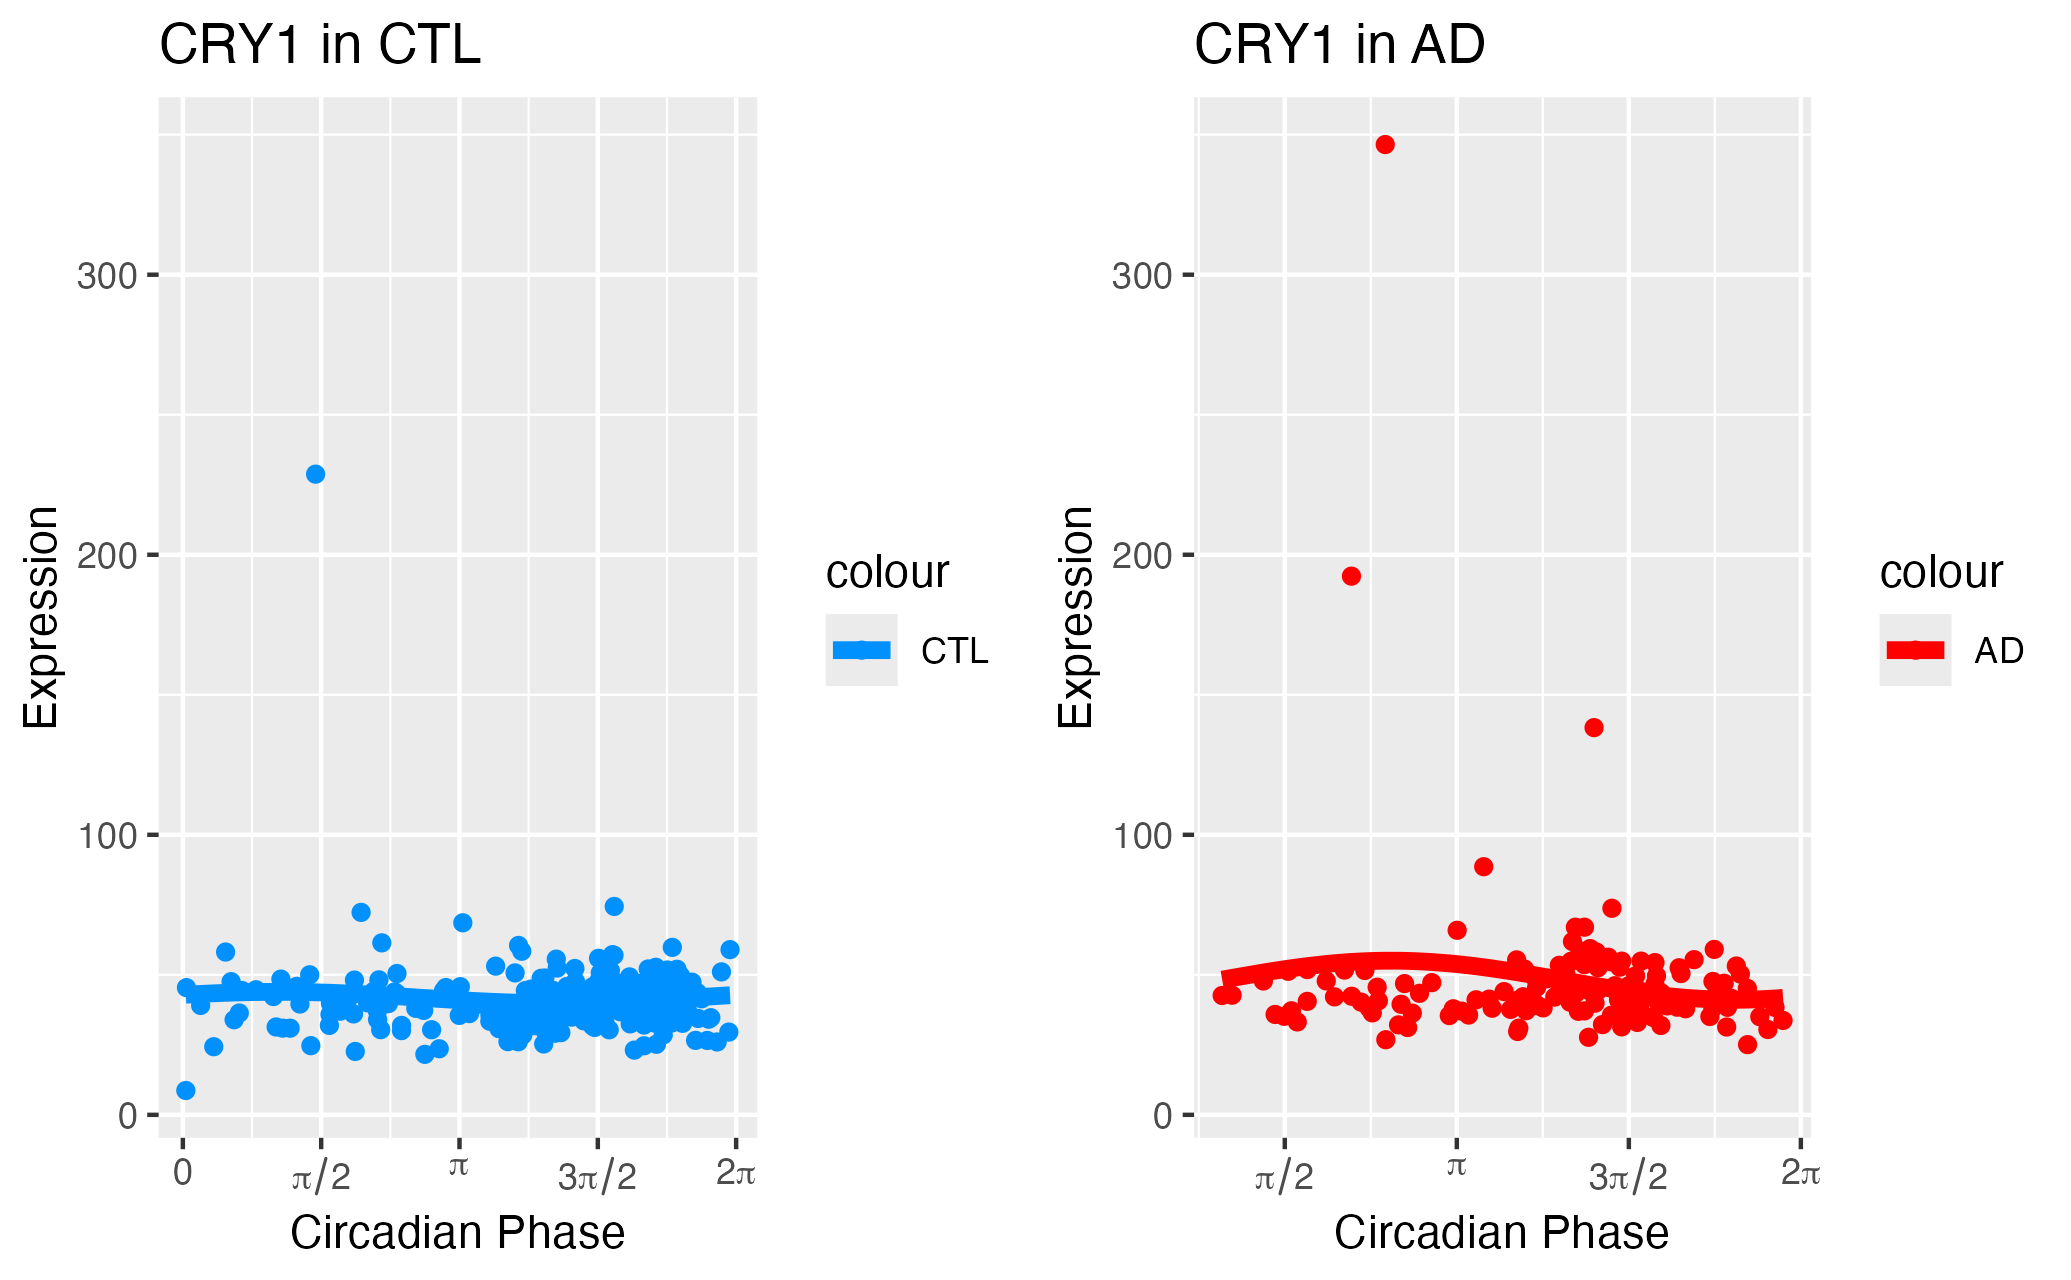 CRY1 in CTL
300
200
100
0
0 π/2 π 3π/2 2π
Circadian Phase
Expression
colour
CTL
CRY1 in AD
300
200
100
0
π/2 π 3π/2 2π
Circadian Phase
Expression
colour
AD